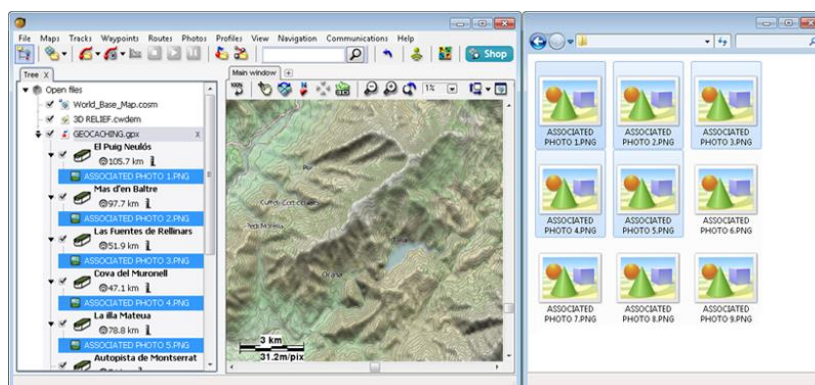 File Maps Tracks Waypoints Routes Photos Profiles View Navigation Communications Help
Shop
Tree X
Main window
Open files
1%
World_Base_Map.cosm
3D RELIEF.cwdem
GEOCACHING.gpx x
El Puig Neulós
105.7 km
ASSOCIATED PHOTO 1.PNG
Mas d'en Baltre
97.7 km
ASSOCIATED PHOTO 2.PNG
Las Fuentes de Rellinars
51.9 km
ASSOCIATED PHOTO 3.PNG
Cova del Muronell
47.1 km
ASSOCIATED PHOTO 4.PNG
La illa Mateua
78.8 km
ASSOCIATED PHOTO 5.PNG
Autopista de Montserrat
3 km
31.2m/pix
ASSOCIATED PHOTO 1.PNG
ASSOCIATED PHOTO 2.PNG
ASSOCIATED PHOTO 3.PNG
ASSOCIATED PHOTO 4.PNG
ASSOCIATED PHOTO 5.PNG
ASSOCIATED PHOTO 6.PNG
ASSOCIATED PHOTO 7.PNG
ASSOCIATED PHOTO 8.PNG
ASSOCIATED PHOTO 9.PNG